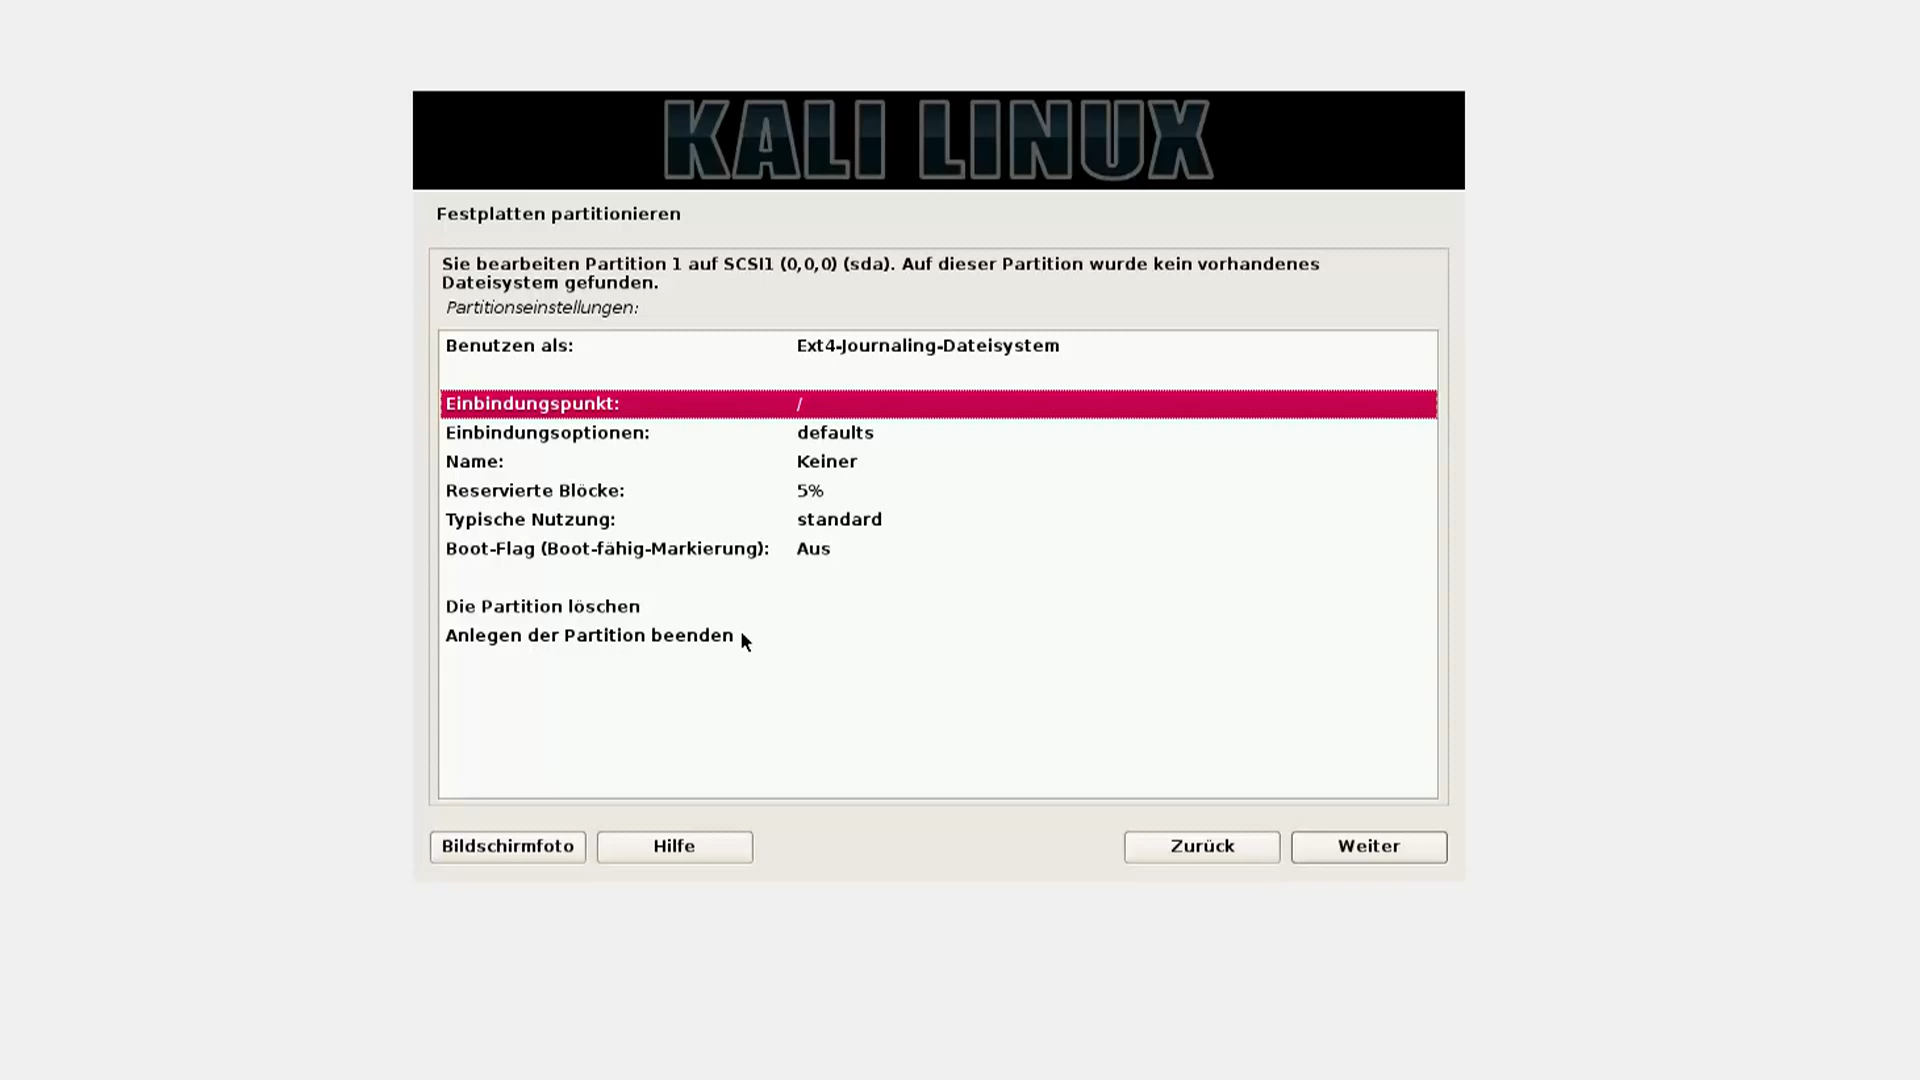 KALI LINUX
Festplatten partitionieren
Sie bearbeiten Partition 1 auf SCSI1 (0,0,0) (sda). Auf dieser Partition wurde kein vorhandenes
Dateisystem gefunden.
Partitionseinstellungen:
Benutzen als: Ext4-Journaling-Dateisystem
Einbindungspunkt: /
Einbindungsoptionen: defaults
Name: Keiner
Reservierte Blöcke: 5%
Typische Nutzung: standard
Boot-Flag (Boot-fähig-Markierung): Aus
Die Partition löschen
Anlegen der Partition beenden
Bildschirmfoto Hilfe Zurück Weiter